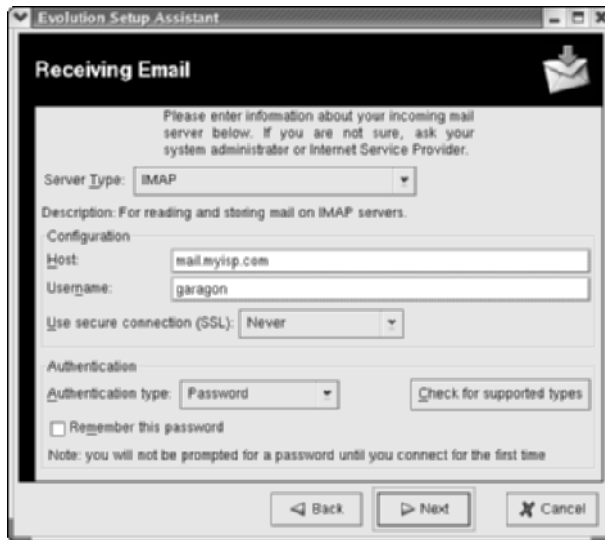 Evolution Setup Assistant
Receiving Email
Please enter information about your incoming mail
server below. If you are not sure, ask your
system administrator or Internet Service Provider.
Server Type: IMAP
Description: For reading and storing mail on IMAP servers.
Configuration
Host: mail.myisp.com
Username: garagon
Use secure connection (SSL): Never
Authentication
Authentication type: Password Check for supported types
Remember this password
Note: you will not be prompted for a password until you connect for the first time
Back Next Cancel